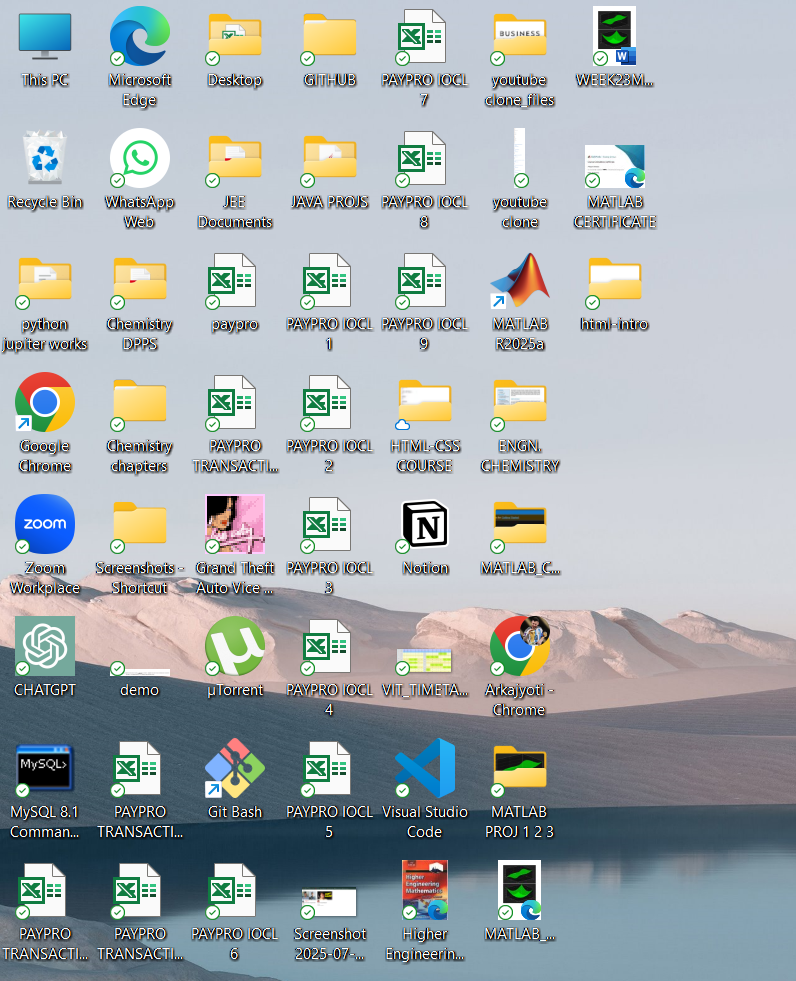 This PC
Microsoft
Edge
Desktop
GITHUB
PAYPRO IOCL
7
BUSINESS
youtube
clone_files
WEEK23M...
Recycle Bin
WhatsApp
Web
JEE
Documents
JAVA PROJS
PAYPRO IOCL
8
youtube
clone
MATLAB
CERTIFICATE
python
jupiter works
Chemistry
DPPS
paypro
PAYPRO IOCL
1
PAYPRO IOCL
9
MATLAB
R2025a
html-intro
Google
Chrome
Chemistry
chapters
PAYPRO
TRANSACTI...
PAYPRO IOCL
2
HTML-CSS
COURSE
ENGN.
CHEMISTRY
zoom
Zoom
Workplace
Screenshots -
Shortcut
Grand Theft
Auto Vice ...
PAYPRO IOCL
3
Notion
MATLAB_C...
CHATGPT
demo
µTorrent
PAYPRO IOCL
4
VIT_TIMETA...
Arkajyoti -
Chrome
MySQL>
MySQL 8.1
Comman...
PAYPRO
TRANSACTI...
Git Bash
PAYPRO IOCL
5
Visual Studio
Code
MATLAB
PROJ 1 2 3
PAYPRO
TRANSACTI...
PAYPRO
TRANSACTI...
PAYPRO IOCL
6
Screenshot
2025-07-...
Higher
Engineering
Mathematics
Higher
Engineerin...
MATLAB_...